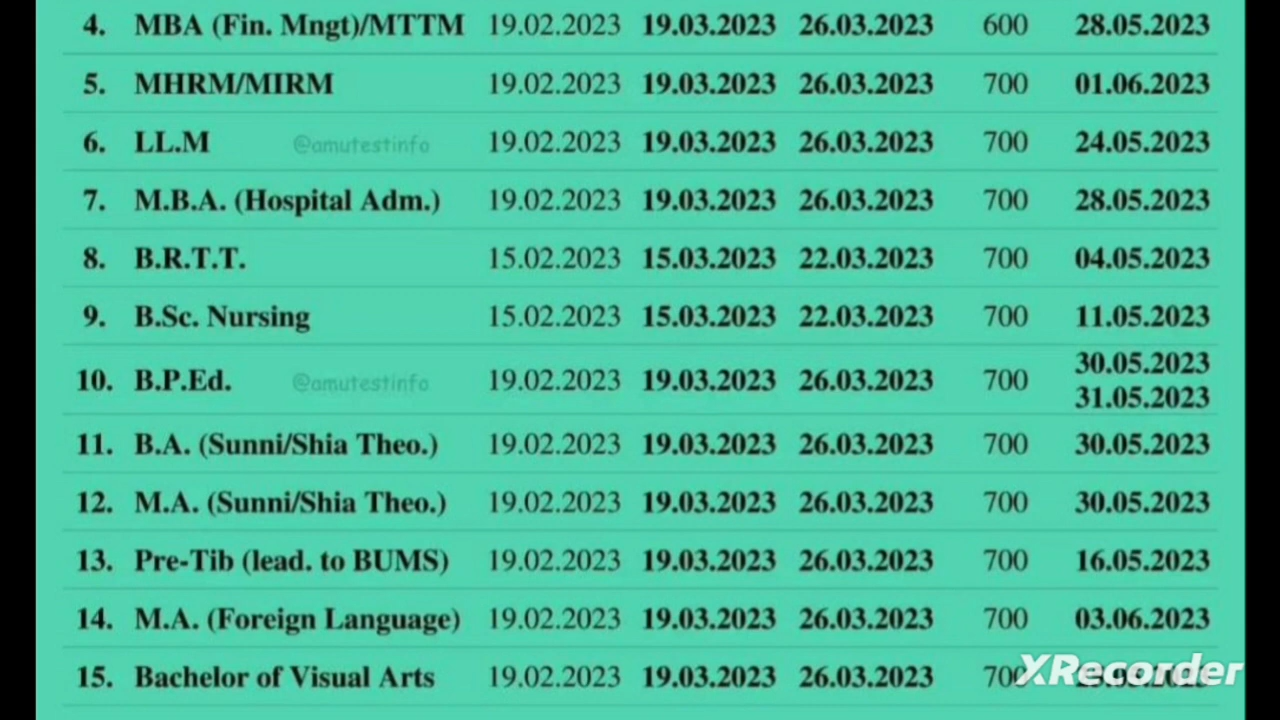 4. MBA (Fin. Mngt)/MTTM 19.02.2023 19.03.2023 26.03.2023 600 28.05.2023
5. MHRM/MIRM 19.02.2023 19.03.2023 26.03.2023 700 01.06.2023
6. LL.M @amutestinfo 19.02.2023 19.03.2023 26.03.2023 700 24.05.2023
7. M.B.A. (Hospital Adm.) 19.02.2023 19.03.2023 26.03.2023 700 28.05.2023
8. B.R.T.T. 15.02.2023 15.03.2023 22.03.2023 700 04.05.2023
9. B.Sc. Nursing 15.02.2023 15.03.2023 22.03.2023 700 11.05.2023
10. B.P.Ed. @amutestinfo 19.02.2023 19.03.2023 26.03.2023 700 30.05.2023
31.05.2023
11. B.A. (Sunni/Shia Theo.) 19.02.2023 19.03.2023 26.03.2023 700 30.05.2023
12. M.A. (Sunni/Shia Theo.) 19.02.2023 19.03.2023 26.03.2023 700 30.05.2023
13. Pre-Tib (lead. to BUMS) 19.02.2023 19.03.2023 26.03.2023 700 16.05.2023
14. M.A. (Foreign Language) 19.02.2023 19.03.2023 26.03.2023 700 03.06.2023
15. Bachelor of Visual Arts 19.02.2023 19.03.2023 26.03.2023 700
XRecorder